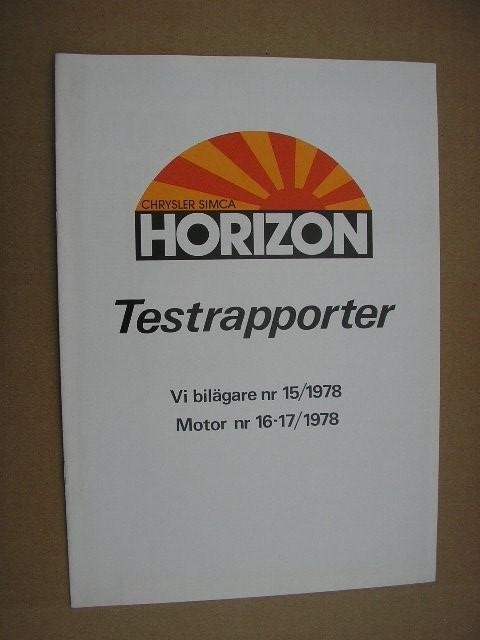 CHRYSLER SIMCA
HORIZON
Testrapporter
Vi bilägare nr 15/1978
Motor nr 16-17/1978